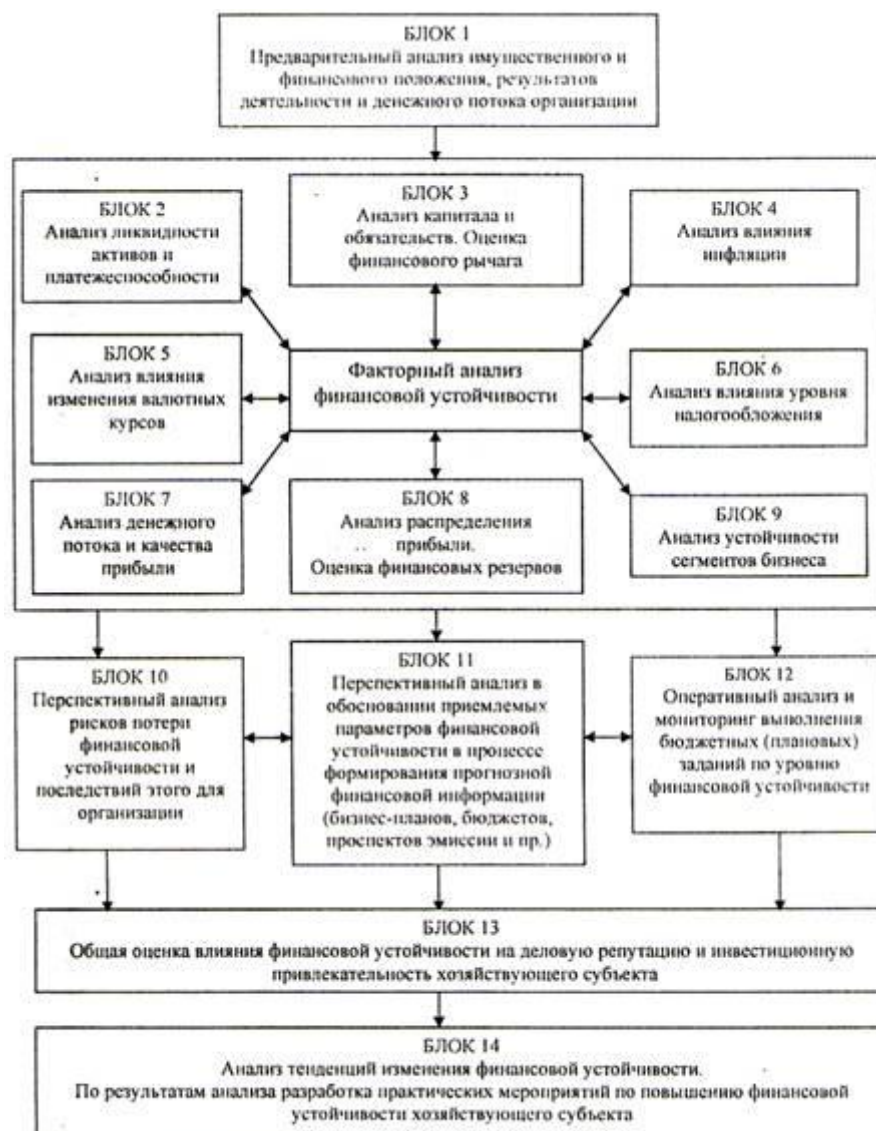 БЛОК 1
Предварительный анализ имущественного и
финансового положения, результатов
деятельности и денежного потока организации
БЛОК 2
Анализ ликвидности
активов и
платежеспособности
БЛОК 3
Анализ капитала и
обязательств. Оценка
финансового рычага
БЛОК 4
Анализ влияния
инфляции
БЛОК 5
Анализ влияния
изменения валютных
курсов
Факторный анализ
финансовой устойчивости
БЛОК 6
Анализ влияния уровня
налогообложения
БЛОК 7
Анализ денежного
потока и качества
прибыли
БЛОК 8
Анализ распределения
прибыли.
Оценка финансовых резервов
БЛОК 9
Анализ устойчивости
сегментов бизнеса
БЛОК 10
Перспективный анализ
рисков потери
финансовой
устойчивости и
последствий этого для
организации
БЛОК 11
Перспективный анализ в
обосновании приемлемых
параметров финансовой
устойчивости в процессе
формирования прогнозной
финансовой информации
(бизнес-планов, бюджетов,
проспектов эмиссии и пр.)
БЛОК 12
Оперативный анализ и
мониторинг выполнения
бюджетных (плановых)
заданий по уровню
финансовой устойчивости
БЛОК 13
Общая оценка влияния финансовой устойчивости на деловую репутацию и инвестиционную
привлекательность хозяйствующего субъекта
БЛОК 14
Анализ тенденций изменения финансовой устойчивости.
По результатам анализа разработка практических мероприятий по повышению финансовой
устойчивости хозяйствующего субъекта